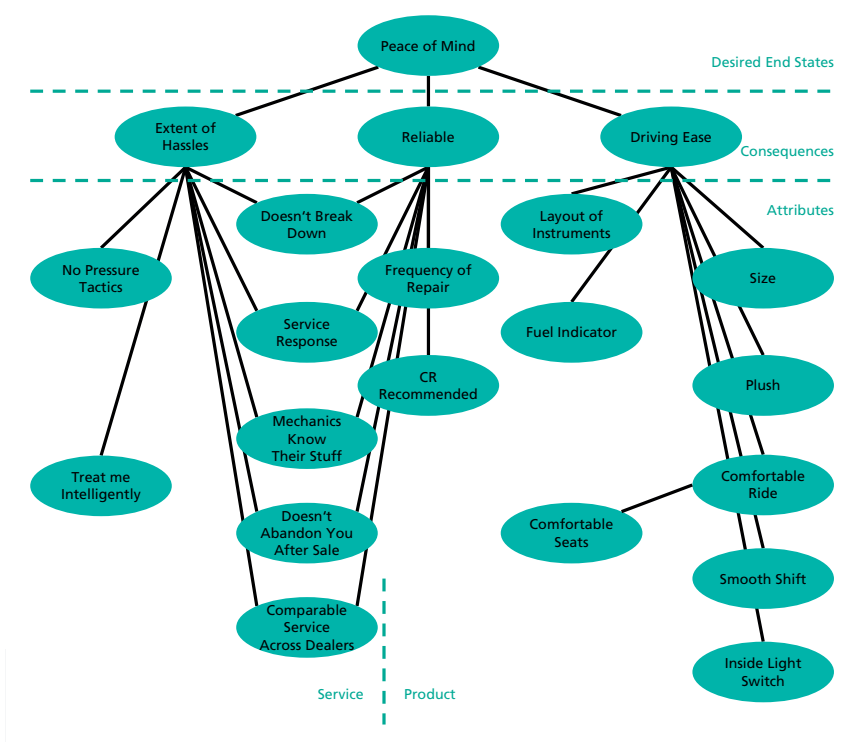 Peace of Mind
Desired End States
Extent of
Hassles
Reliable
Driving Ease
Consequences
Attributes
Doesn’t Break
Down
Layout of
Instruments
No Pressure
Tactics
Frequency of
Repair
Size
Service
Response
Fuel Indicator
CR
Recommended
Plush
Mechanics
Know
Their Stuff
Treat me
Intelligently
Comfortable
Ride
Doesn’t
Abandon You
After Sale
Comfortable
Seats
Smooth Shift
Comparable
Service
Across Dealers
Inside Light
Switch
Service
Product